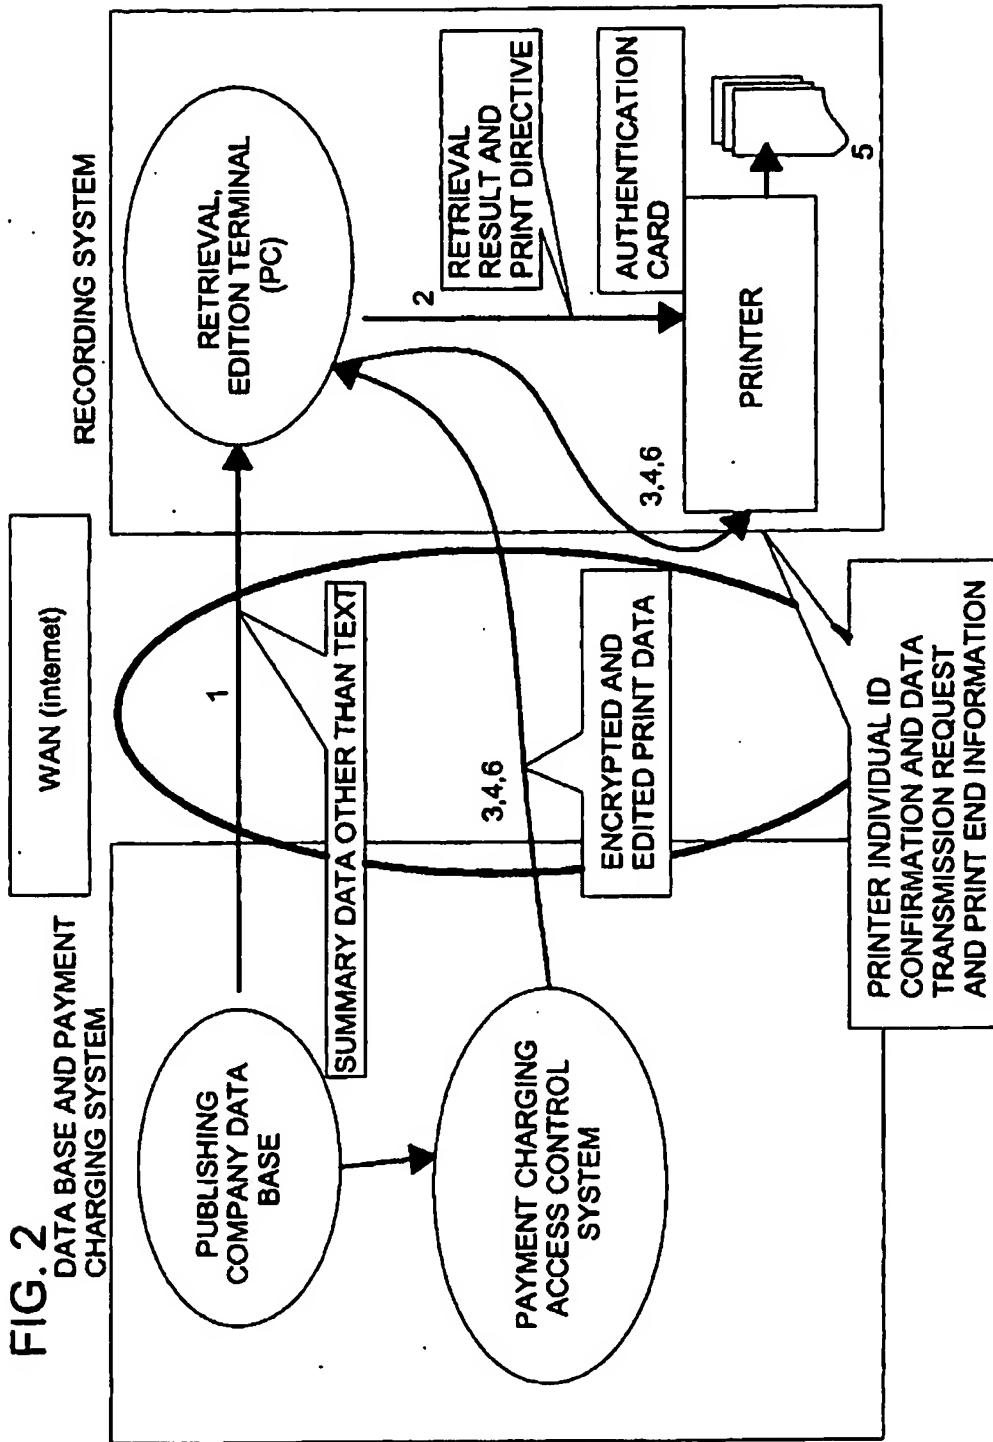 FIG. 2
DATA BASE AND PAYMENT
CHARGING SYSTEM
WAN (internet)
RECORDING SYSTEM
PUBLISHING
COMPANY DATA
BASE
1
RETRIEVAL,
EDITION TERMINAL
(PC)
SUMMARY DATA OTHER THAN TEXT
2
RETRIEVAL
RESULT AND
PRINT DIRECTIVE
PAYMENT CHARGING
ACCESS CONTROL
SYSTEM
3,4,6
ENCRYPTED AND
EDITED PRINT DATA
3,4,6
AUTHENTICATION
CARD
PRINTER
5
PRINTER INDIVIDUAL ID
CONFIRMATION AND DATA
TRANSMISSION REQUEST
AND PRINT END INFORMATION